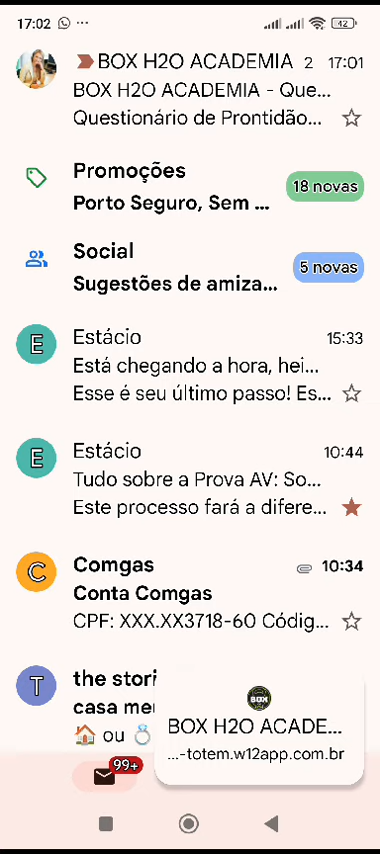 17:02
42
BOX H2O ACADEMIA 2 17:01
BOX H2O ACADEMIA - Que...
Questionário de Prontidão...
Promoções
18 novas
Porto Seguro, Sem ...
Social
5 novas
Sugestões de amiza...
E
Estácio 15:33
Está chegando a hora, hei...
Esse é seu último passo! Es...
E
Estácio 10:44
Tudo sobre a Prova AV: So...
Este processo fará a difere...
C
Comgas 10:34
Conta Comgas
CPF: XXX.XX3718-60 Códig...
T
the stori
casa me
🏠 ou 💍
99+
BOX
BOX H2O ACADE...
...-totem.w12app.com.br